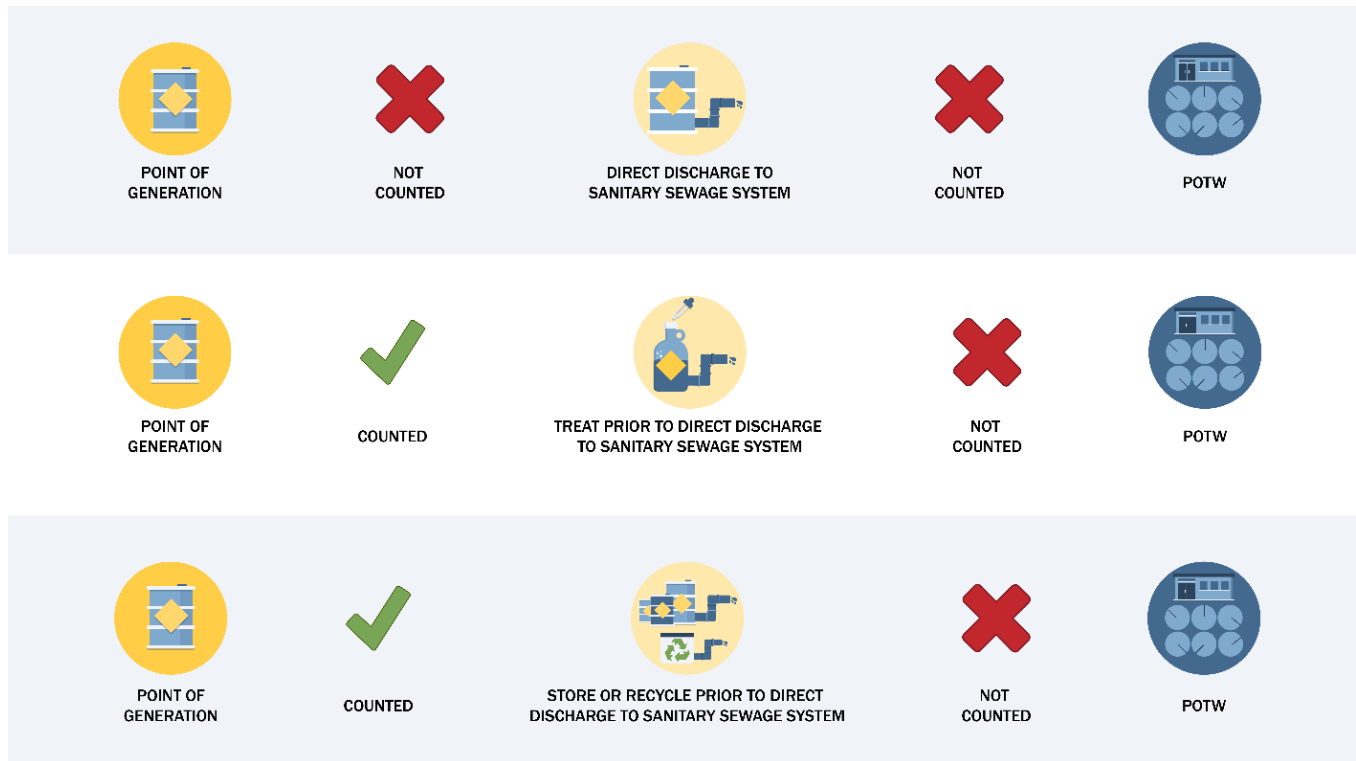 POINT OF
GENERATION
NOT
COUNTED
DIRECT DISCHARGE TO
SANITARY SEWAGE SYSTEM
NOT
COUNTED
POTW
POINT OF
GENERATION
COUNTED
TREAT PRIOR TO DIRECT DISCHARGE
TO SANITARY SEWAGE SYSTEM
NOT
COUNTED
POTW
POINT OF
GENERATION
COUNTED
STORE OR RECYCLE PRIOR TO DIRECT
DISCHARGE TO SANITARY SEWAGE SYSTEM
NOT
COUNTED
POTW